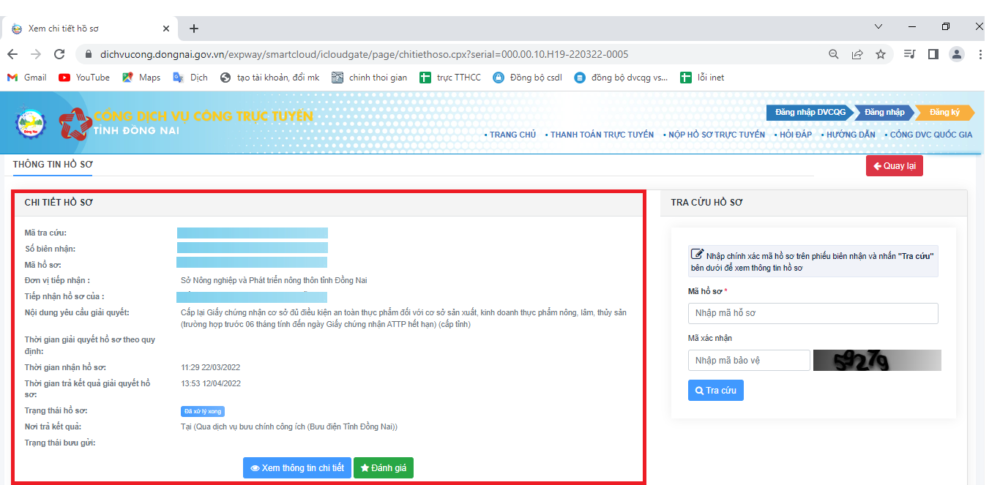 Xem chi tiết hồ sơ
dichvucong.dongnai.gov.vn/expway/smartcloud/icloudgate/page/chitiethoso.cpx?serial=000.00.10.H19-220322-0005
Gmail YouTube Maps Dịch tạo tài khoản, đổi mk chinh thoi gian trực TTHCC Đồng bộ csdl đồng bộ dvcqg vs... lỗi inet
Đăng nhập DVCQG Đăng nhập Đăng ký
CỔNG DỊCH VỤ CÔNG TRỰC TUYẾN
TỈNH ĐỒNG NAI
• TRANG CHỦ • THANH TOÁN TRỰC TUYẾN • NỘP HỒ SƠ TRỰC TUYẾN • HỎI ĐÁP • HƯỚNG DẪN • CỔNG DVC QUỐC GIA
THÔNG TIN HỒ SƠ
Quay lại
CHI TIẾT HỒ SƠ
Mã tra cứu:
Số biên nhận:
Mã hồ sơ:
Đơn vị tiếp nhận : Sở Nông nghiệp và Phát triển nông thôn tỉnh Đồng Nai
Tiếp nhận hồ sơ của :
Nội dung yêu cầu giải quyết: Cấp lại Giấy chứng nhận cơ sở đủ điều kiện an toàn thực phẩm đối với cơ sở sản xuất, kinh doanh thực phẩm nông, lâm, thủy sản
(trường hợp trước 06 tháng tính đến ngày Giấy chứng nhận ATTP hết hạn) (cấp tỉnh)
Thời gian giải quyết hồ sơ theo quy
định:
Thời gian nhận hồ sơ: 11:29 22/03/2022
Thời gian trả kết quả giải quyết hồ 13:53 12/04/2022
sơ:
Trạng thái hồ sơ: Đã xử lý xong
Nơi trả kết quả: Tại (Qua dịch vụ bưu chính công ích (Bưu điện Tỉnh Đồng Nai))
Trạng thái bưu gửi:
Xem thông tin chi tiết Đánh giá
TRA CỨU HỒ SƠ
Nhập chính xác mã hồ sơ trên phiếu biên nhận và nhấn "Tra cứu"
bên dưới để xem thông tin hồ sơ
Mã hồ sơ *
Nhập mã hồ sơ
Mã xác nhận
Nhập mã bảo vệ 59279
Tra cứu